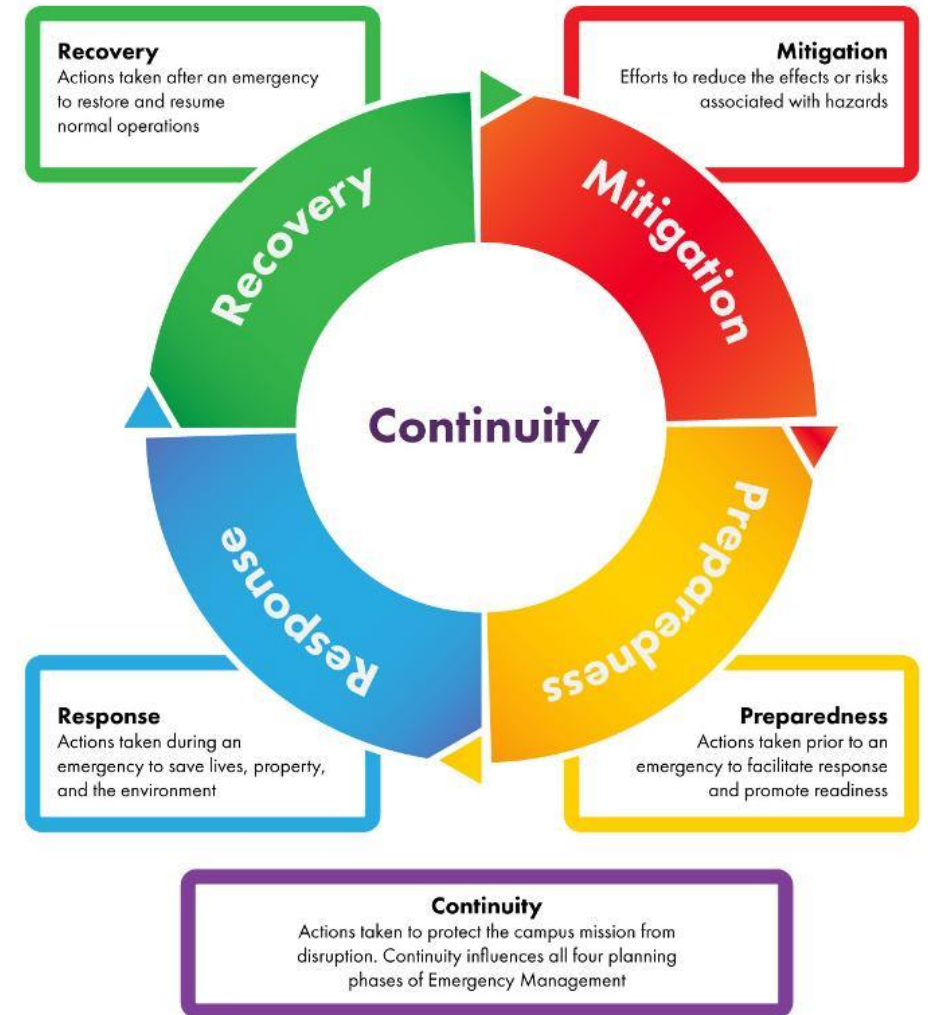 Recovery
Actions taken after an emergency
to restore and resume
normal operations
Mitigation
Efforts to reduce the effects or risks
associated with hazards
Recovery
Mitigation
Continuity
Response
Preparedness
Response
Actions taken during an
emergency to save lives, property,
and the environment
Preparedness
Actions taken prior to an
emergency to facilitate response
and promote readiness
Continuity
Actions taken to protect the campus mission from
disruption. Continuity influences all four planning
phases of Emergency Management